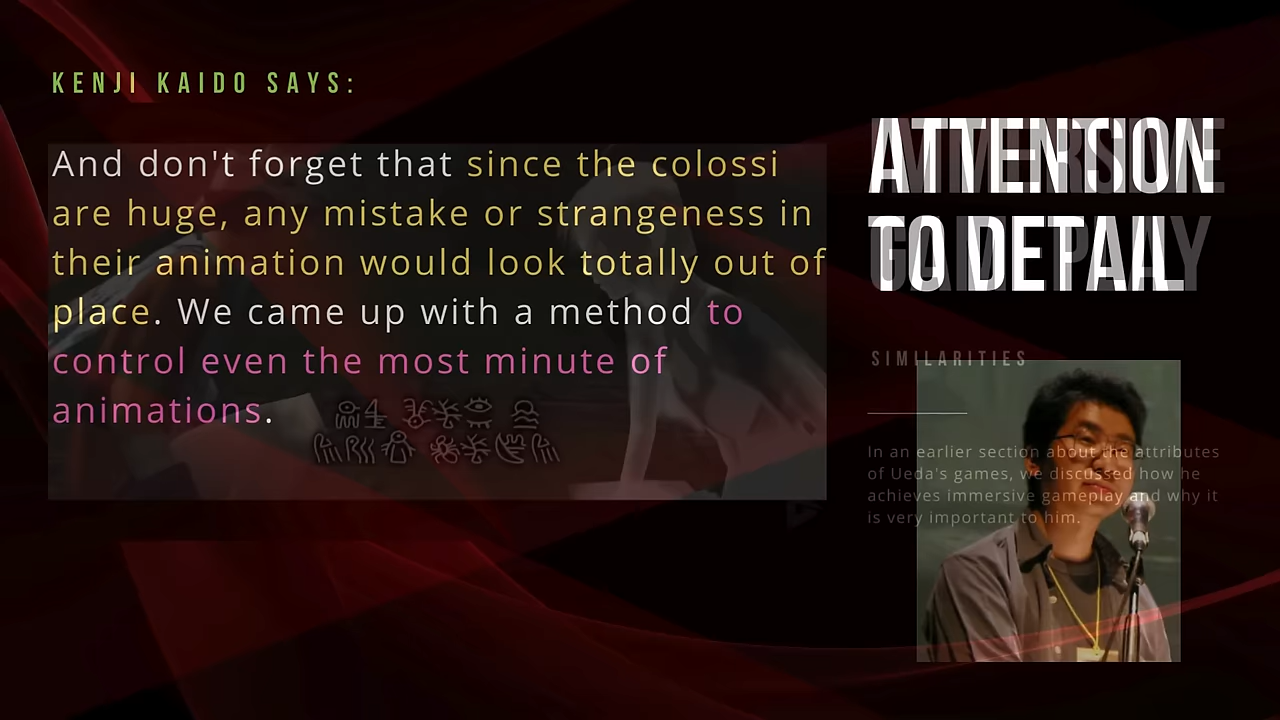 KENJI KAIDO SAYS:
And don't forget that since the colossi
are huge, any mistake or strangeness in
their animation would look totally out of
place. We came up with a method to
control even the most minute of
animations.
ATTENTION
TO DETAIL
IMMERSIVE
GAMEPLAY
SIMILARITIES
In an earlier section about the attributes
of Ueda's games, we discussed how he
achieves immersive gameplay and why it
is very important to him.